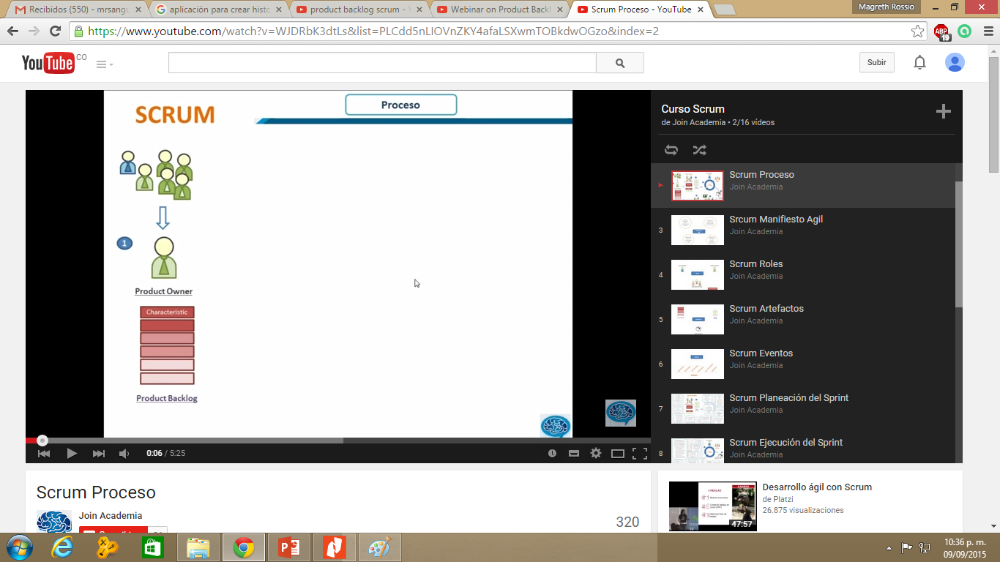 Recibidos (550) - mrsangu
aplicación para crear histo
product backlog scrum - Y
Webinar on Product Backl
Scrum Proceso - YouTube
Magreth Rossio
https://www.youtube.com/watch?v=WJDRbK3dtLs&list=PLCdd5nLIOVnZKY4afaLSXwmTOBkdwOGzo&index=2
ABP
19
YouTube CO
Subir
SCRUM
Proceso
1
Product Owner
Characteristic
Product Backlog
0:06 / 5:25
Curso Scrum
de Join Academia • 2/16 vídeos
Scrum Proceso
Join Academia
3
Srcum Manifiesto Agil
Join Academia
4
Scrum Roles
Join Academia
5
Scrum Artefactos
Join Academia
6
Scrum Eventos
Join Academia
7
Scrum Planeación del Sprint
Join Academia
8
Scrum Ejecución del Sprint
Join Academia
Scrum Proceso
Join Academia
320
Desarrollo ágil con Scrum
de Platzi
26.875 visualizaciones
47:57
10:36 p. m.
09/09/2015